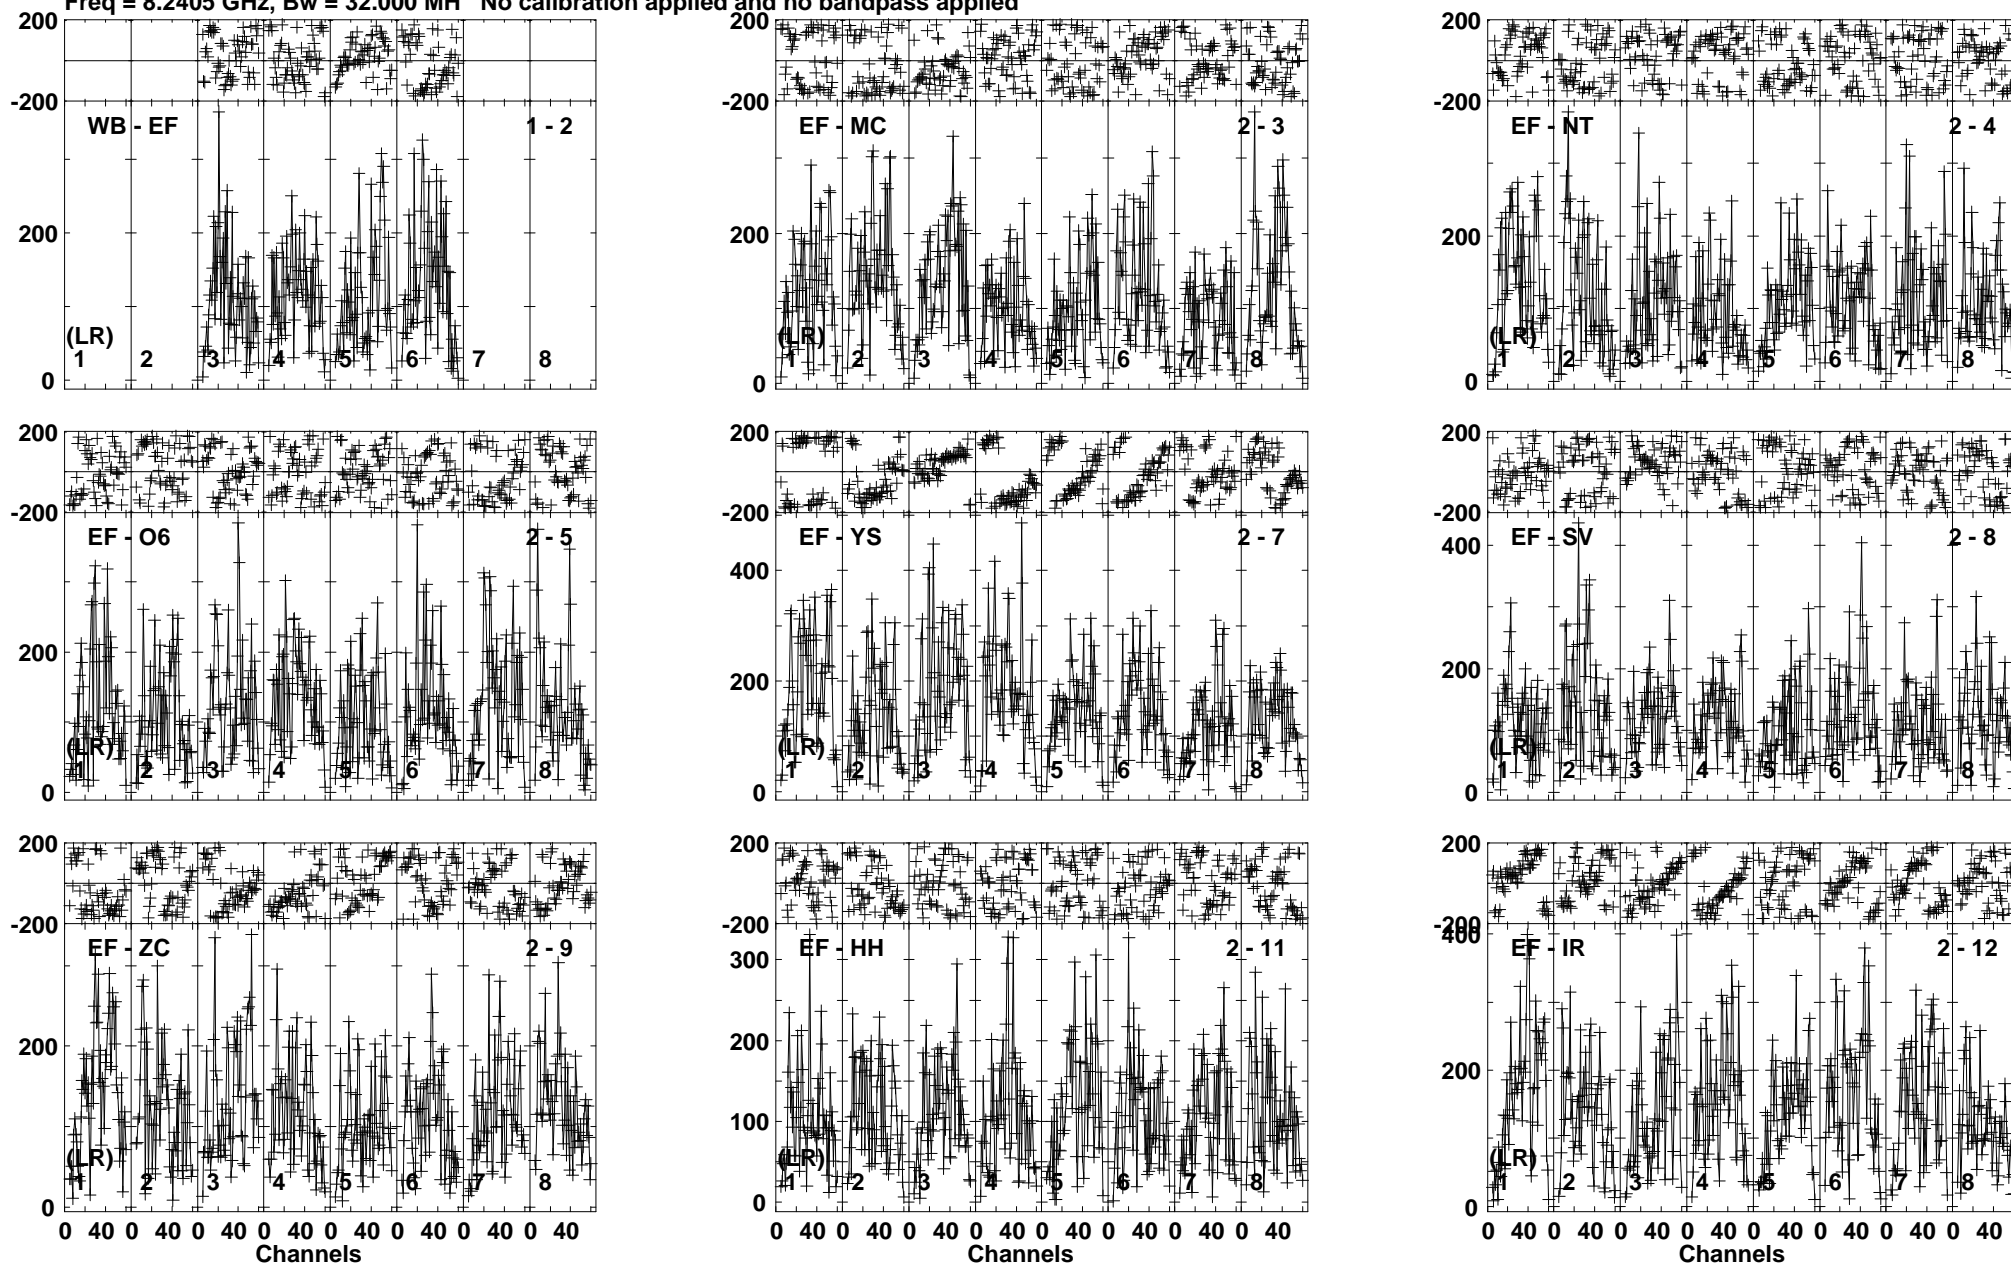 Freq = 8.2405 GHz, Bw = 32.000 MH No calibration applied and no bandpass applied
200
-200
WB - EF 1 - 2
200
(LR)
1 2 3 4 5 6 7 8
0
200
-200
EF - MC 2 - 3
200
(LR)
1 2 3 4 5 6 7 8
0
200
-200
EF - NT 2 - 4
200
(LR)
1 2 3 4 5 6 7 8
0
200
-200
EF - O6 2 - 5
200
(LR)
1 2 3 4 5 6 7 8
0
200
-200
EF - YS 2 - 7
400
200
(LR)
1 2 3 4 5 6 7 8
0
200
-200
EF - SV 2 - 8
400
200
(LR)
1 2 3 4 5 6 7 8
0
200
-200
EF - ZC 2 - 9
200
(LR)
1 2 3 4 5 6 7 8
0
0 40 0 40 0 40 0 40 0 40 0 40 0 40 0 40
Channels
200
-200
EF - HH 2 - 11
300
200
100
(LR)
1 2 3 4 5 6 7 8
0
0 40 0 40 0 40 0 40 0 40 0 40 0 40 0 40
Channels
200
-200
400
EF - IR 2 - 12
200
(LR)
1 2 3 4 5 6 7 8
0
0 40 0 40 0 40 0 40 0 40 0 40 0 40 0 40
Channels